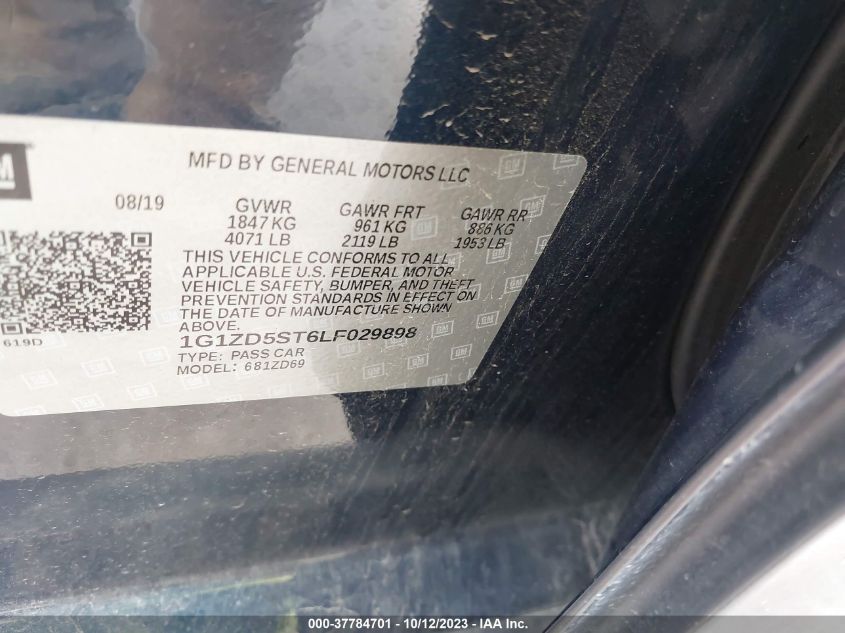 GM
MFD BY GENERAL MOTORS LLC
08/19 GVWR GAWR FRT GAWR RR
1847 KG 961 KG 886 KG
4071 LB 2119 LB 1953 LB
THIS VEHICLE CONFORMS TO ALL
APPLICABLE U.S. FEDERAL MOTOR
VEHICLE SAFETY, BUMPER, AND THEFT
PREVENTION STANDARDS IN EFFECT ON
THE DATE OF MANUFACTURE SHOWN
ABOVE.
619D
1G1ZD5ST6LF029898
TYPE: PASS CAR
MODEL: 681ZD69
000-37784701 - 10/12/2023 - IAA Inc.